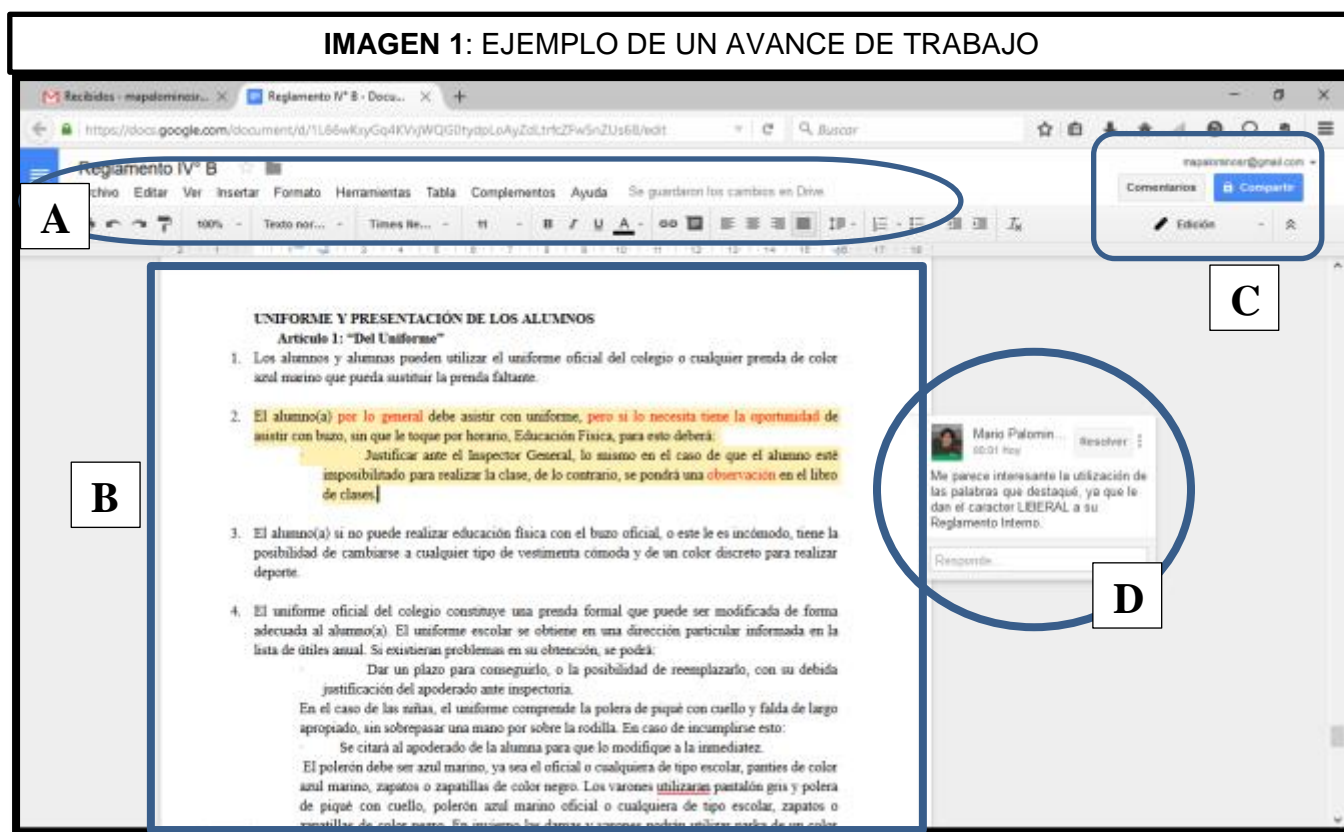 IMAGEN 1: EJEMPLO DE UN AVANCE DE TRABAJO
Recibidos - mapalominoir... Reglamento IV° B - Docu...
Buscar
Reglamento IV° B
Archivo Editar Ver Insertar Formato Herramientas Tabla Complementos Ayuda Se guardaron los cambios en Drive
Comentarios Compartir
A
100% Texto nor... Times Ne... 11 B I U A
Edición
C
UNIFORME Y PRESENTACIÓN DE LOS ALUMNOS
Artículo 1: “Del Uniforme”
1. Los alumnos y alumnas pueden utilizar el uniforme oficial del colegio o cualquier prenda de color
azul marino que pueda sustituir la prenda faltante.
2. El alumno(a) por lo general debe asistir con uniforme, pero si lo necesita tiene la oportunidad de
asistir con buzo, sin que le toque por horario, Educación Física, para esto deberá:
Justificar ante el Inspector General, lo mismo en el caso de que el alumno esté
imposibilitado para realizar la clase, de lo contrario, se pondrá una observación en el libro
de clases.
Mario Palomin... Resolver
00:01 Hoy
Me parece interesante la utilización de
las palabras que destaqué, ya que le
dan el caracter LIBERAL a su
Reglamento Interno.
Responde...
B
D
3. El alumno(a) si no puede realizar educación física con el buzo oficial, o este le es incómodo, tiene la
posibilidad de cambiarse a cualquier tipo de vestimenta cómoda y de un color discreto para realizar
deporte.
4. El uniforme oficial del colegio constituye una prenda formal que puede ser modificada de forma
adecuada al alumno(a). El uniforme escolar se obtiene en una dirección particular informada en la
lista de útiles anual. Si existieran problemas en su obtención, se podrá:
Dar un plazo para conseguirlo, o la posibilidad de reemplazarlo, con su debida
justificación del apoderado ante inspectoría.
En el caso de las niñas, el uniforme comprende la polera de piqué con cuello y falda de largo
apropiado, sin sobrepasar una mano por sobre la rodilla. En caso de incumplirse esto:
Se citará al apoderado de la alumna para que lo modifique a la inmediatez.
El polerón debe ser azul marino, ya sea el oficial o cualquiera de tipo escolar, panties de color
azul marino, zapatos o zapatillas de color negro. Los varones utilizaran pantalón gris y polera
de piqué con cuello, polerón azul marino oficial o cualquiera de tipo escolar, zapatos o
zapatillas de color negro. En invierno las damas y varones podrán utilizar parka de un color